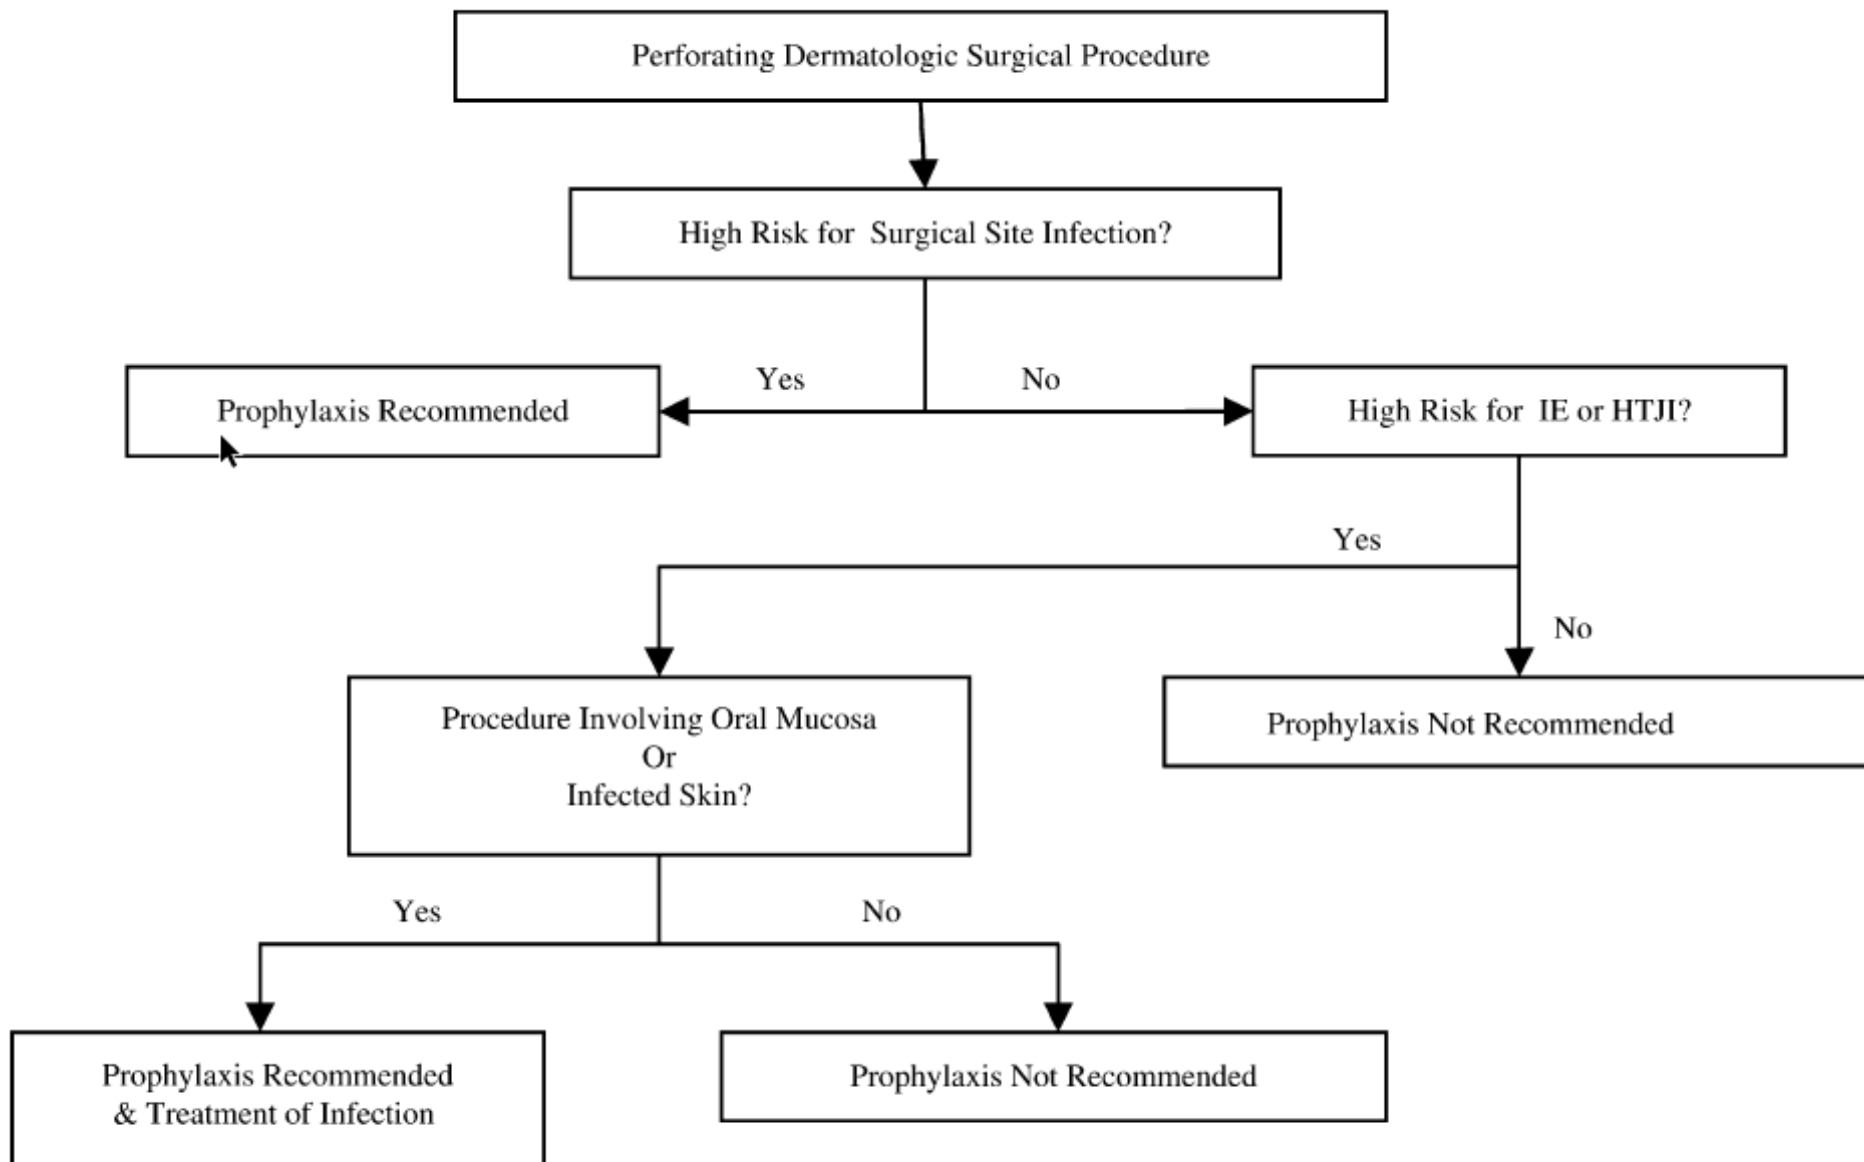 Perforating Dermatologic Surgical Procedure
High Risk for Surgical Site Infection?
Yes
No
Prophylaxis Recommended
High Risk for IE or HTJI?
Yes
No
Procedure Involving Oral Mucosa
Or
Infected Skin?
Prophylaxis Not Recommended
Yes
No
Prophylaxis Recommended
& Treatment of Infection
Prophylaxis Not Recommended